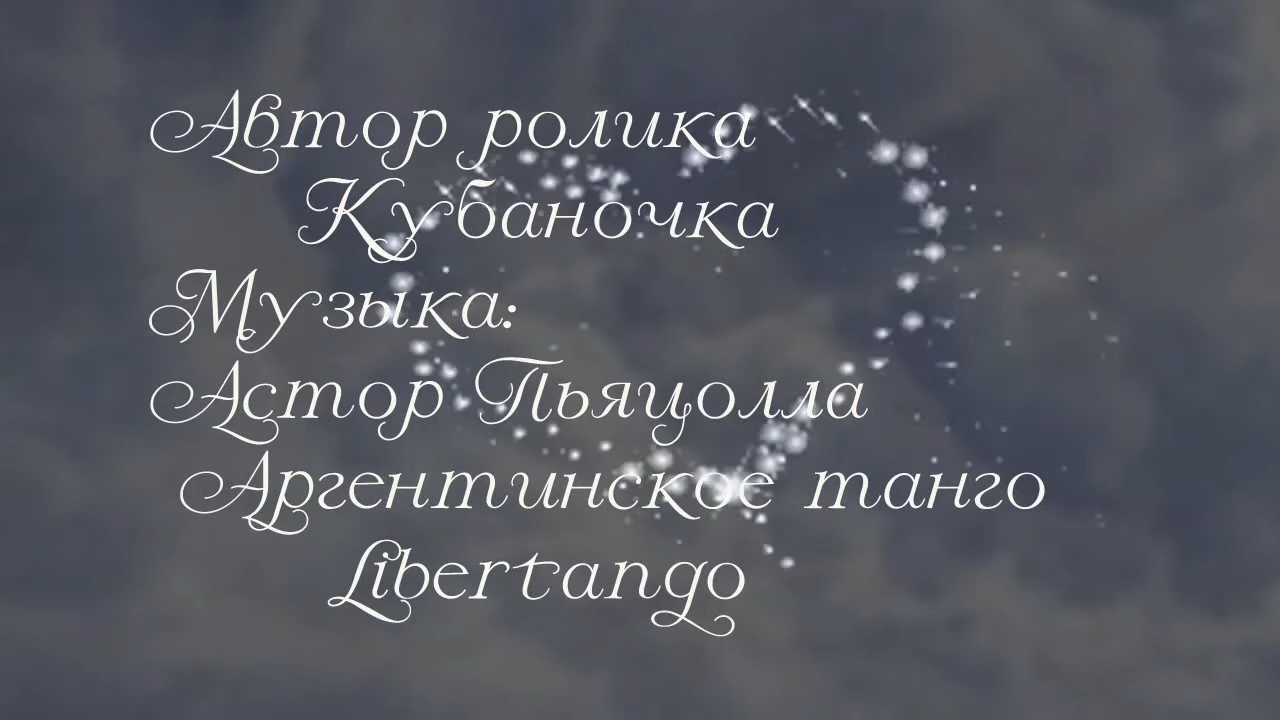 Автор ролика
Кубаночка
Музыка:
Астор Пьяцолла
Аргентинское танго
Libertango